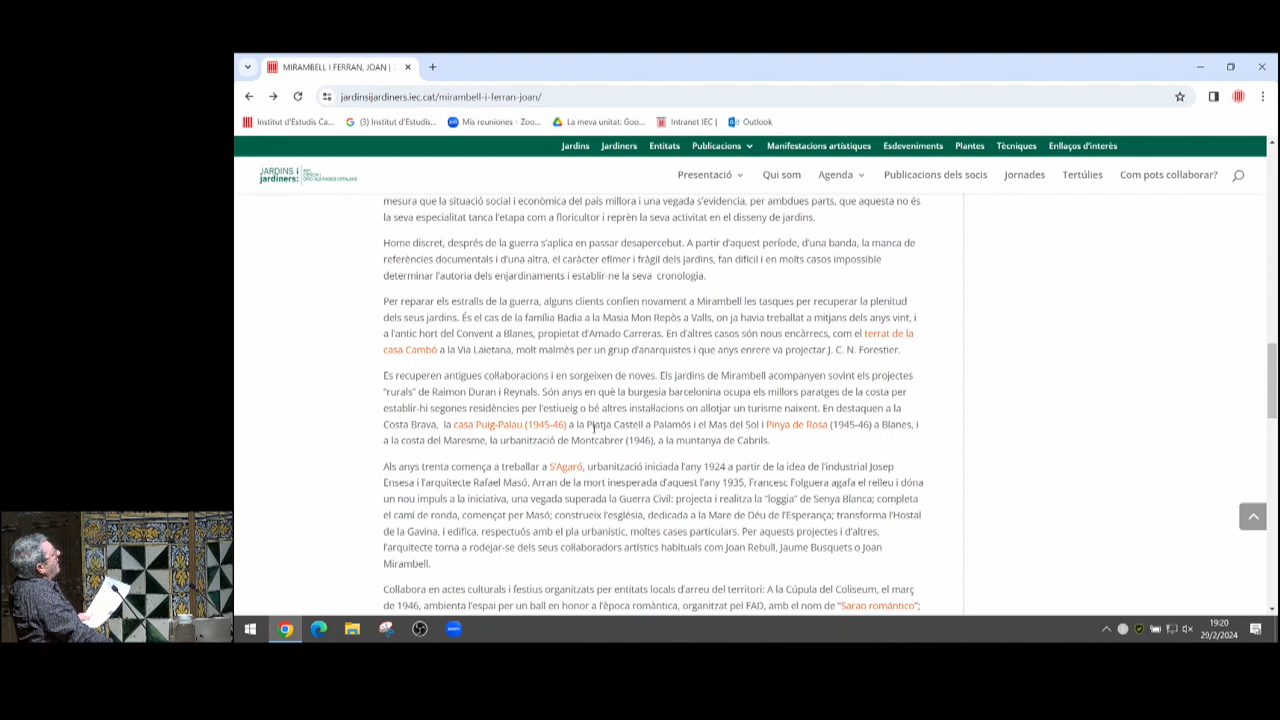 MIRAMBELL I FERRAN, JOAN |
jardinsijardiners.iec.cat/mirambell-i-ferran-joan/
Institut d'Estudis Ca... (3) Institut d'Estudis... Mis reuniones - Zoo... La meva unitat: Goo... Intranet IEC | Outlook
Jardins Jardiners Entitats Publicacions Manifestacions artístiques Esdeveniments Plantes Tècniques Enllaços d'interès
JARDINS i
jardiners:
Presentació Qui som Agenda Publicacions dels socis Jornades Tertúlies Com pots col·laborar?
mesura que la situació social i econòmica del país millora i una vegada s'evidencia, per ambdues parts, que aquesta no és
la seva especialitat tanca l'etapa com a floricultor i reprèn la seva activitat en el disseny de jardins.
Home discret, després de la guerra s'aplica en passar desapercebut. A partir d'aquest període, d'una banda, la manca de
referències documentals i d'una altra, el caràcter efímer i fràgil dels jardins, fan difícil i en molts casos impossible
determinar l'autoria dels enjardinaments i establir-ne la seva cronologia.
Per reparar els estralls de la guerra, alguns clients confien novament a Mirambell les tasques per recuperar la plenitud
dels seus jardins. És el cas de la família Badia a la Masia Mon Repòs a Valls, on ja havia treballat a mitjans dels anys vint, i
a l'antic hort del Convent a Blanes, propietat d'Amado Carreras. En d'altres casos són nous encàrrecs, com el terrat de la
casa Cambó a la Via Laietana, molt malmès per un grup d'anarquistes i que anys enrere va projectar J. C. N. Forestier.
Es recuperen antigues col·laboracions i en sorgeixen de noves. Els jardins de Mirambell acompanyen sovint els projectes
"rurals" de Raimon Duran i Reynals. Són anys en què la burgesia barcelonina ocupa els millors paratges de la costa per
establir-hi segones residències per l'estiueig o bé altres instal·lacions on allotjar un turisme naixent. En destaquen a la
Costa Brava, la casa Puig-Palau (1945-46) a la Platja Castell a Palamós i el Mas del Sol i Pinya de Rosa (1945-46) a Blanes, i
a la costa del Maresme, la urbanització de Montcabrer (1946), a la muntanya de Cabrils.
Als anys trenta comença a treballar a S'Agaró, urbanització iniciada l'any 1924 a partir de la idea de l'industrial Josep
Ensesa i l'arquitecte Rafael Masó. Arran de la mort inesperada d'aquest l'any 1935, Francesc Folguera agafa el relleu i dóna
un nou impuls a la iniciativa, una vegada superada la Guerra Civil: projecta i realitza la "loggia" de Senya Blanca; completa
el camí de ronda, començat per Masó; construeix l'església, dedicada a la Mare de Déu de l'Esperança; transforma l'Hostal
de la Gavina, i edifica, respectuós amb el pla urbanístic, moltes cases particulars. Per aquests projectes i d'altres,
l'arquitecte torna a rodejar-se dels seus col·laboradors artístics habituals com Joan Rebull, Jaume Busquets o Joan
Mirambell.
Col·labora en actes culturals i festius organitzats per entitats locals d'arreu del territori: A la Cúpula del Coliseum, el març
de 1946, ambienta l'espai per un ball en honor a l'època romàntica, organitzat pel FAD, amb el nom de "Sarao romántico";
19:20
29/2/2024